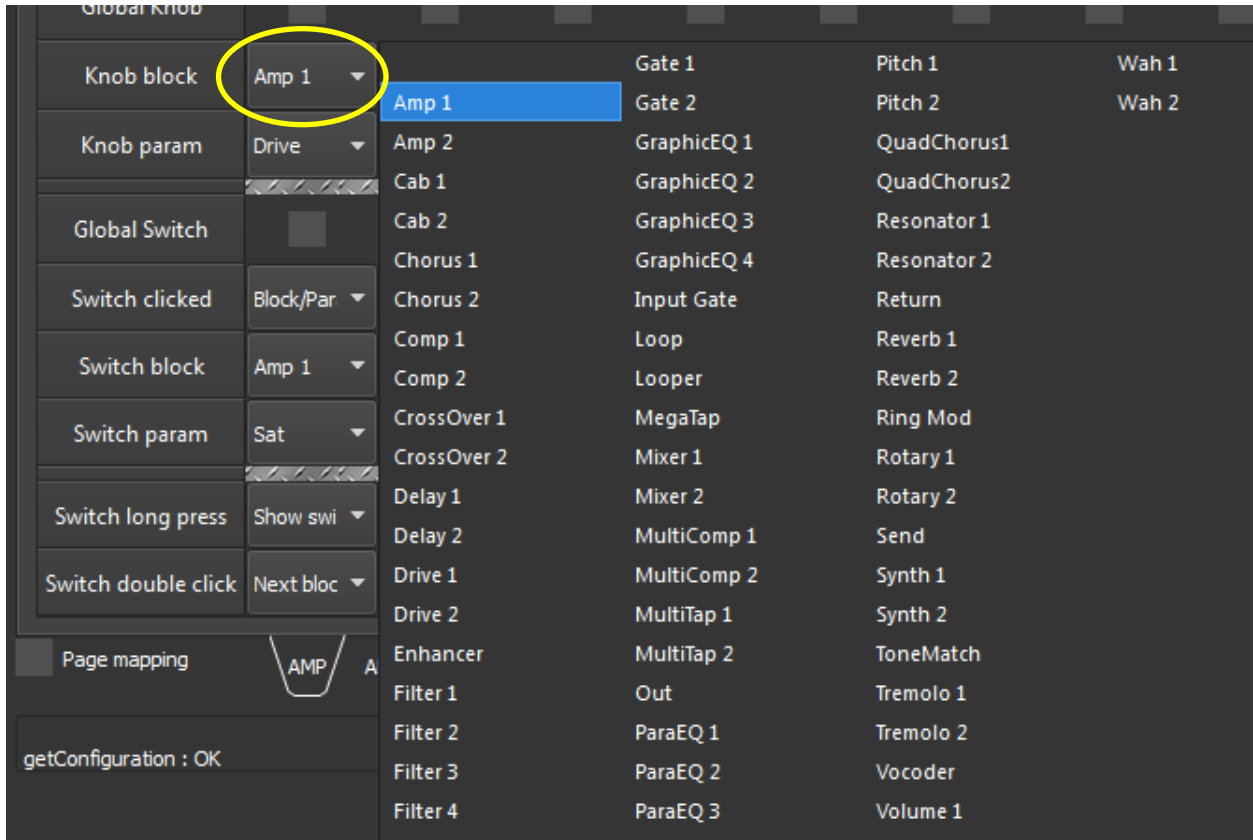 Global Knob
Knob block
Amp 1
Knob param
Drive
Global Switch
Switch clicked
Block/Par
Switch block
Amp 1
Switch param
Sat
Switch long press
Show swi
Switch double click
Next bloc
Page mapping
AMP
A
getConfiguration : OK
Amp 1
Amp 2
Cab 1
Cab 2
Chorus 1
Chorus 2
Comp 1
Comp 2
CrossOver 1
CrossOver 2
Delay 1
Delay 2
Drive 1
Drive 2
Enhancer
Filter 1
Filter 2
Filter 3
Filter 4
Gate 1
Gate 2
GraphicEQ 1
GraphicEQ 2
GraphicEQ 3
GraphicEQ 4
Input Gate
Loop
Looper
MegaTap
Mixer 1
Mixer 2
MultiComp 1
MultiComp 2
MultiTap 1
MultiTap 2
Out
ParaEQ 1
ParaEQ 2
ParaEQ 3
Pitch 1
Pitch 2
QuadChorus1
QuadChorus2
Resonator 1
Resonator 2
Return
Reverb 1
Reverb 2
Ring Mod
Rotary 1
Rotary 2
Send
Synth 1
Synth 2
ToneMatch
Tremolo 1
Tremolo 2
Vocoder
Volume 1
Wah 1
Wah 2